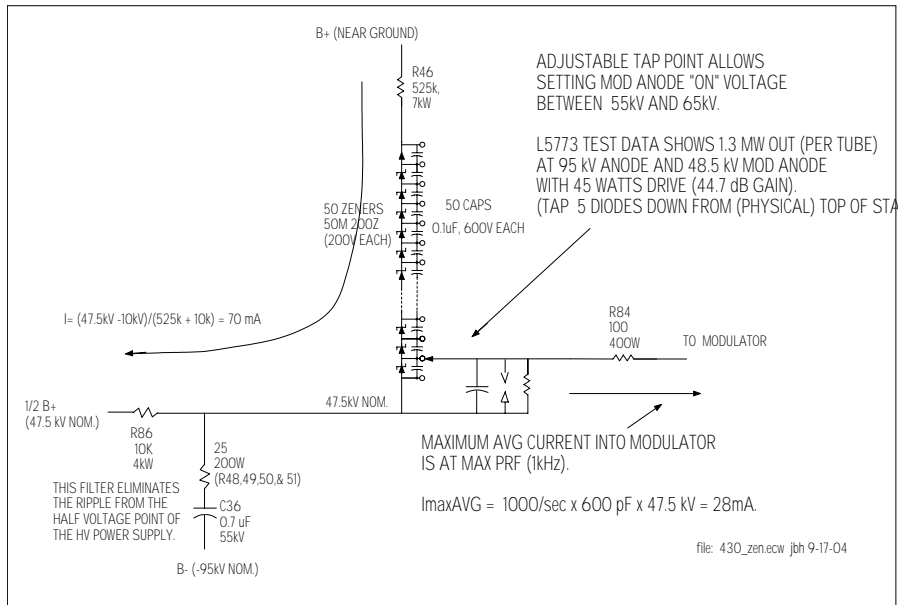 B+ (NEAR GROUND)
R46
525k,
7kW
ADJUSTABLE TAP POINT ALLOWS
SETTING MOD ANODE "ON" VOLTAGE
BETWEEN 55kV AND 65kV.
L5773 TEST DATA SHOWS 1.3 MW OUT (PER TUBE)
AT 95 kV ANODE AND 48.5 kV MOD ANODE
WITH 45 WATTS DRIVE (44.7 dB GAIN).
(TAP 5 DIODES DOWN FROM (PHYSICAL) TOP OF STA
50 ZENERS
50M 200Z
(200V EACH)
50 CAPS
0.1uF, 600V EACH
I= (47.5kV -10kV)/(525k + 10k) = 70 mA
R84
100
400W
TO MODULATOR
1/2 B+
(47.5 kV NOM.)
47.5kV NOM.
R86
10K
4kW
25
200W
(R48,49,50,& 51)
THIS FILTER ELIMINATES
THE RIPPLE FROM THE
HALF VOLTAGE POINT OF
THE HV POWER SUPPLY.
C36
0.7 uF
55kV
B- (-95kV NOM.)
MAXIMUM AVG CURRENT INTO MODULATOR
IS AT MAX PRF (1kHz).
ImaxAVG = 1000/sec x 600 pF x 47.5 kV = 28mA.
file: 430_zen.ecw jbh 9-17-04